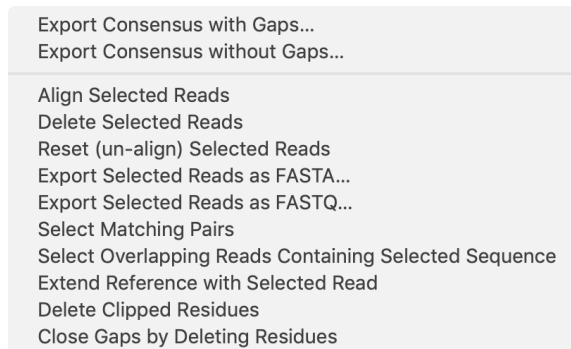 Export Consensus with Gaps...
Export Consensus without Gaps...
Align Selected Reads
Delete Selected Reads
Reset (un-align) Selected Reads
Export Selected Reads as FASTA...
Export Selected Reads as FASTQ...
Select Matching Pairs
Select Overlapping Reads Containing Selected Sequence
Extend Reference with Selected Read
Delete Clipped Residues
Close Gaps by Deleting Residues